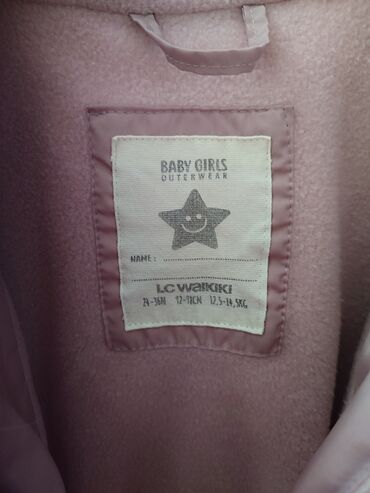 BABY GIRLS
OUTERWEAR
NAME: ..............................
LC WAIKIKI
24-36M 12-18CM 12,5-14,5KG